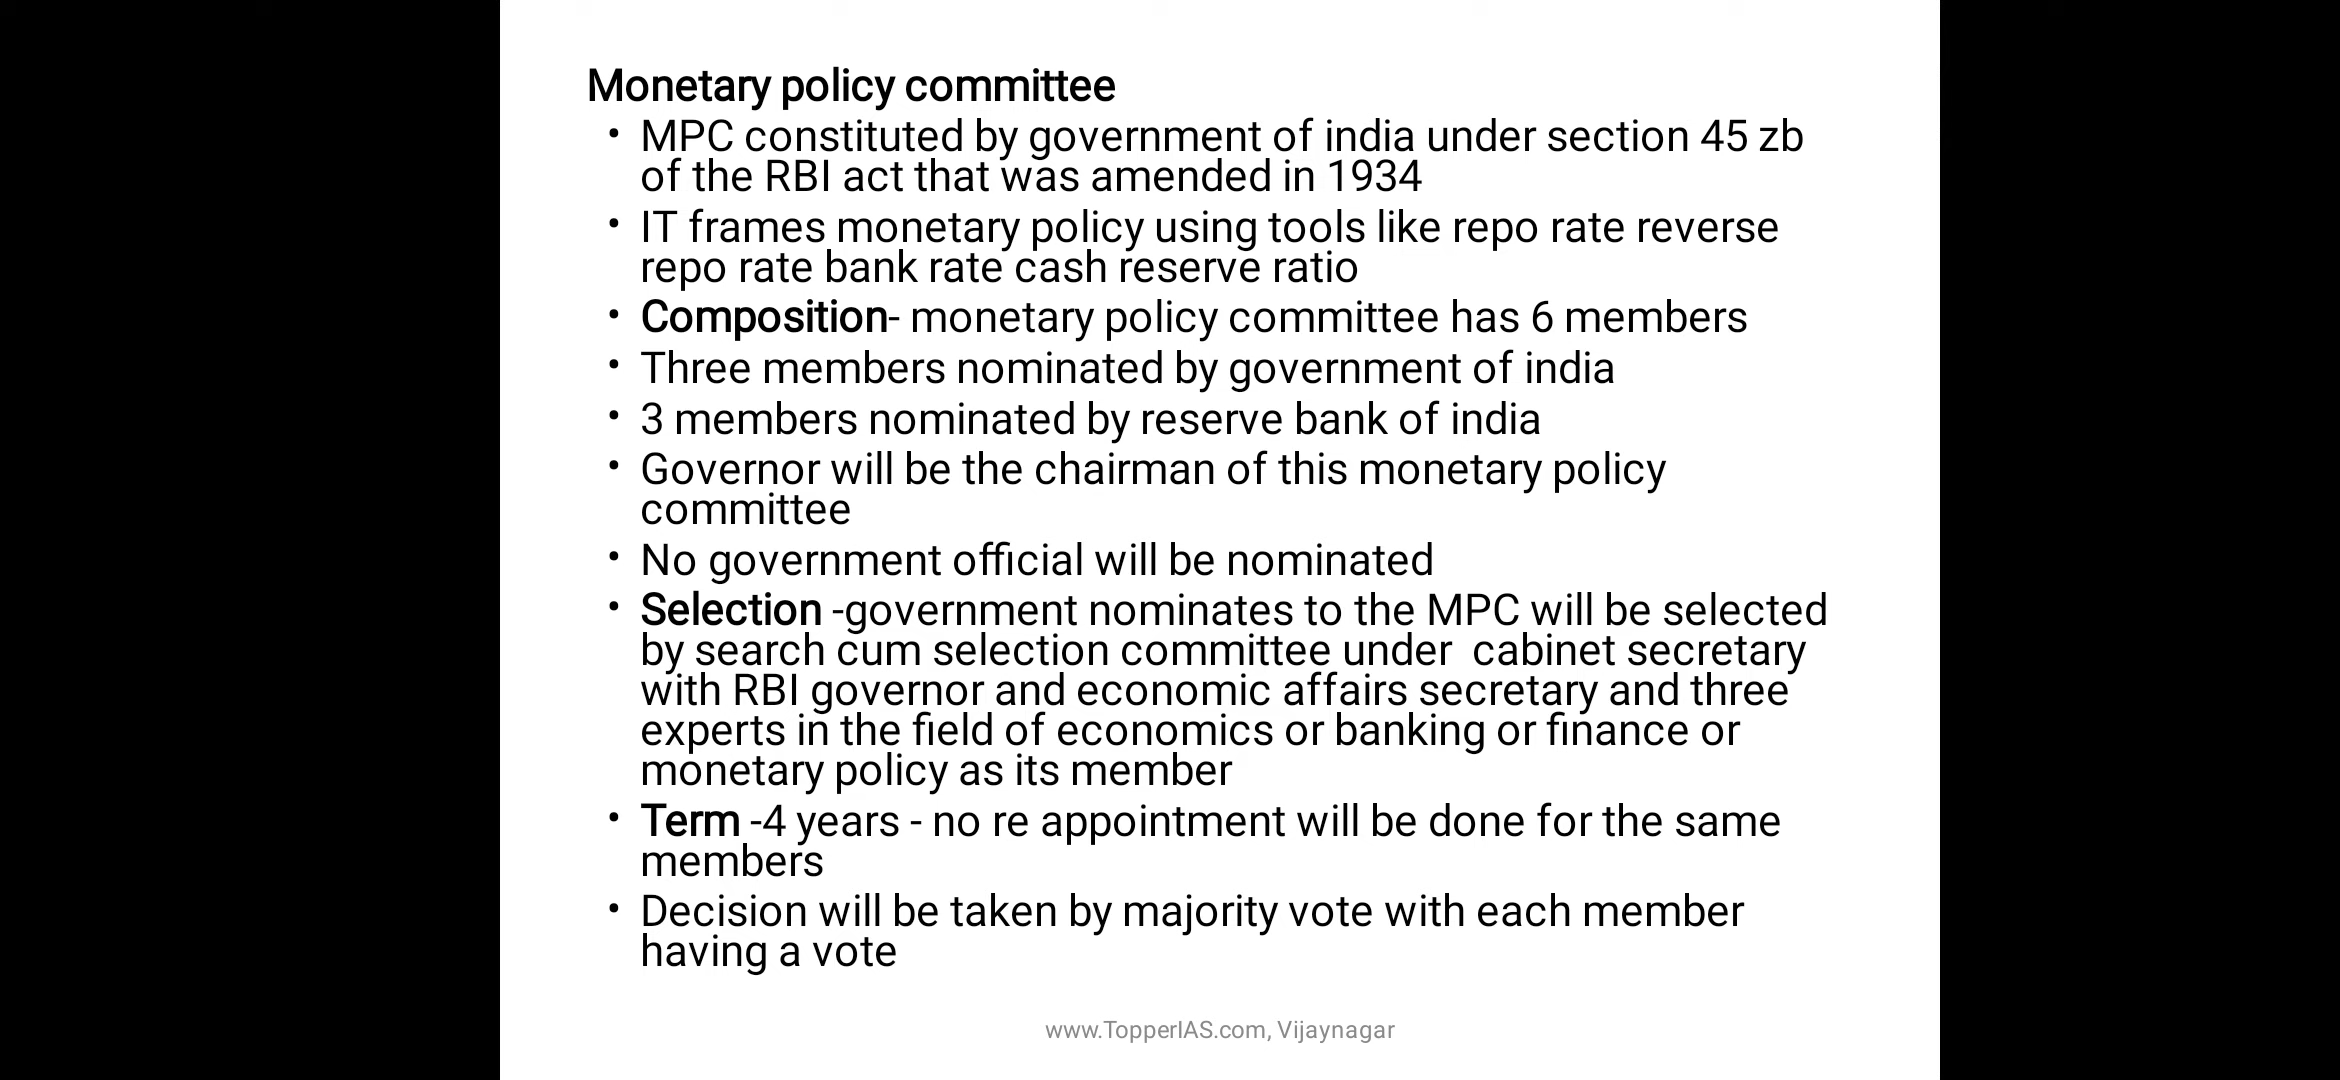 Monetary policy committee
• MPC constituted by government of india under section 45 zb
of the RBI act that was amended in 1934
• IT frames monetary policy using tools like repo rate reverse
repo rate bank rate cash reserve ratio
• Composition- monetary policy committee has 6 members
• Three members nominated by government of india
• 3 members nominated by reserve bank of india
• Governor will be the chairman of this monetary policy
committee
• No government official will be nominated
• Selection -government nominates to the MPC will be selected
by search cum selection committee under  cabinet secretary
with RBI governor and economic affairs secretary and three
experts in the field of economics or banking or finance or
monetary policy as its member
• Term -4 years - no re appointment will be done for the same
members
• Decision will be taken by majority vote with each member
having a vote
www.TopperIAS.com, Vijaynagar